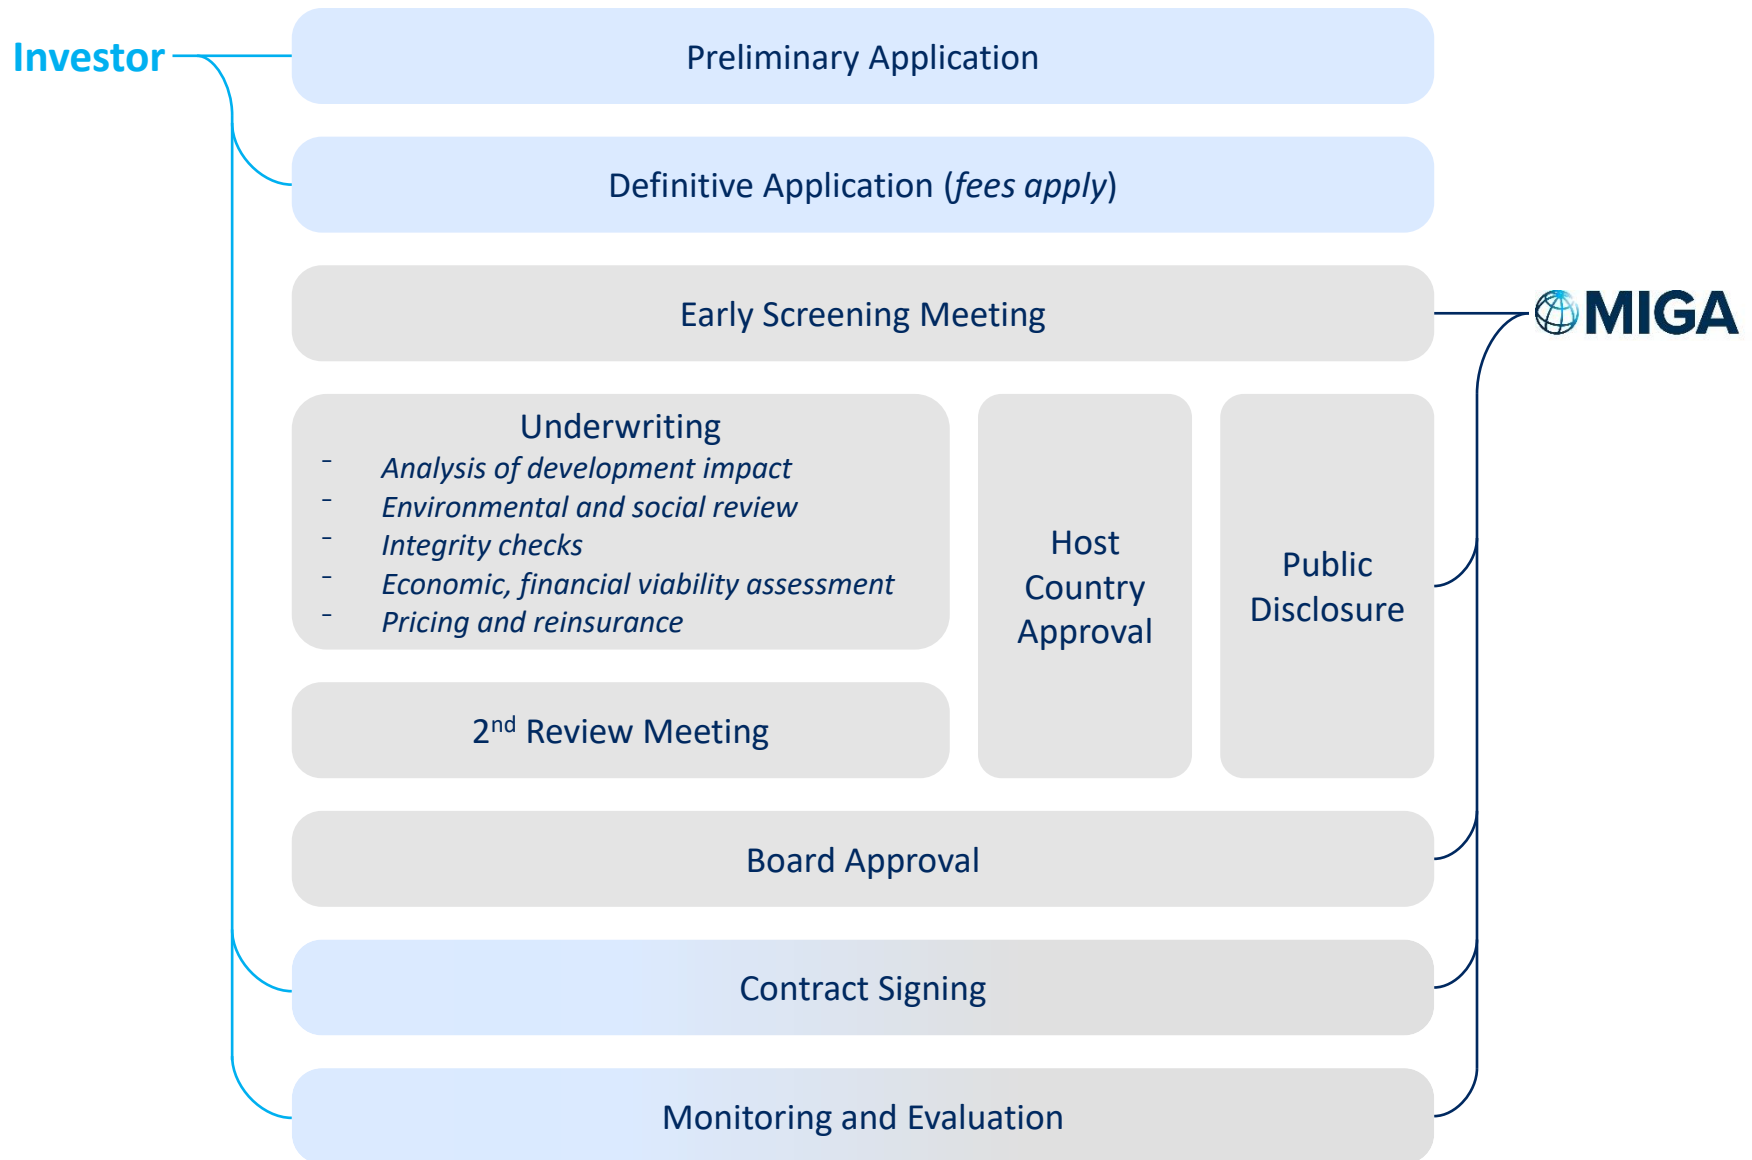 Investor
Preliminary Application
Definitive Application (fees apply)
Early Screening Meeting
MIGA
Underwriting
- Analysis of development impact
- Environmental and social review
- Integrity checks
- Economic, financial viability assessment
- Pricing and reinsurance
Host
Country
Approval
Public
Disclosure
2nd Review Meeting
Board Approval
Contract Signing
Monitoring and Evaluation